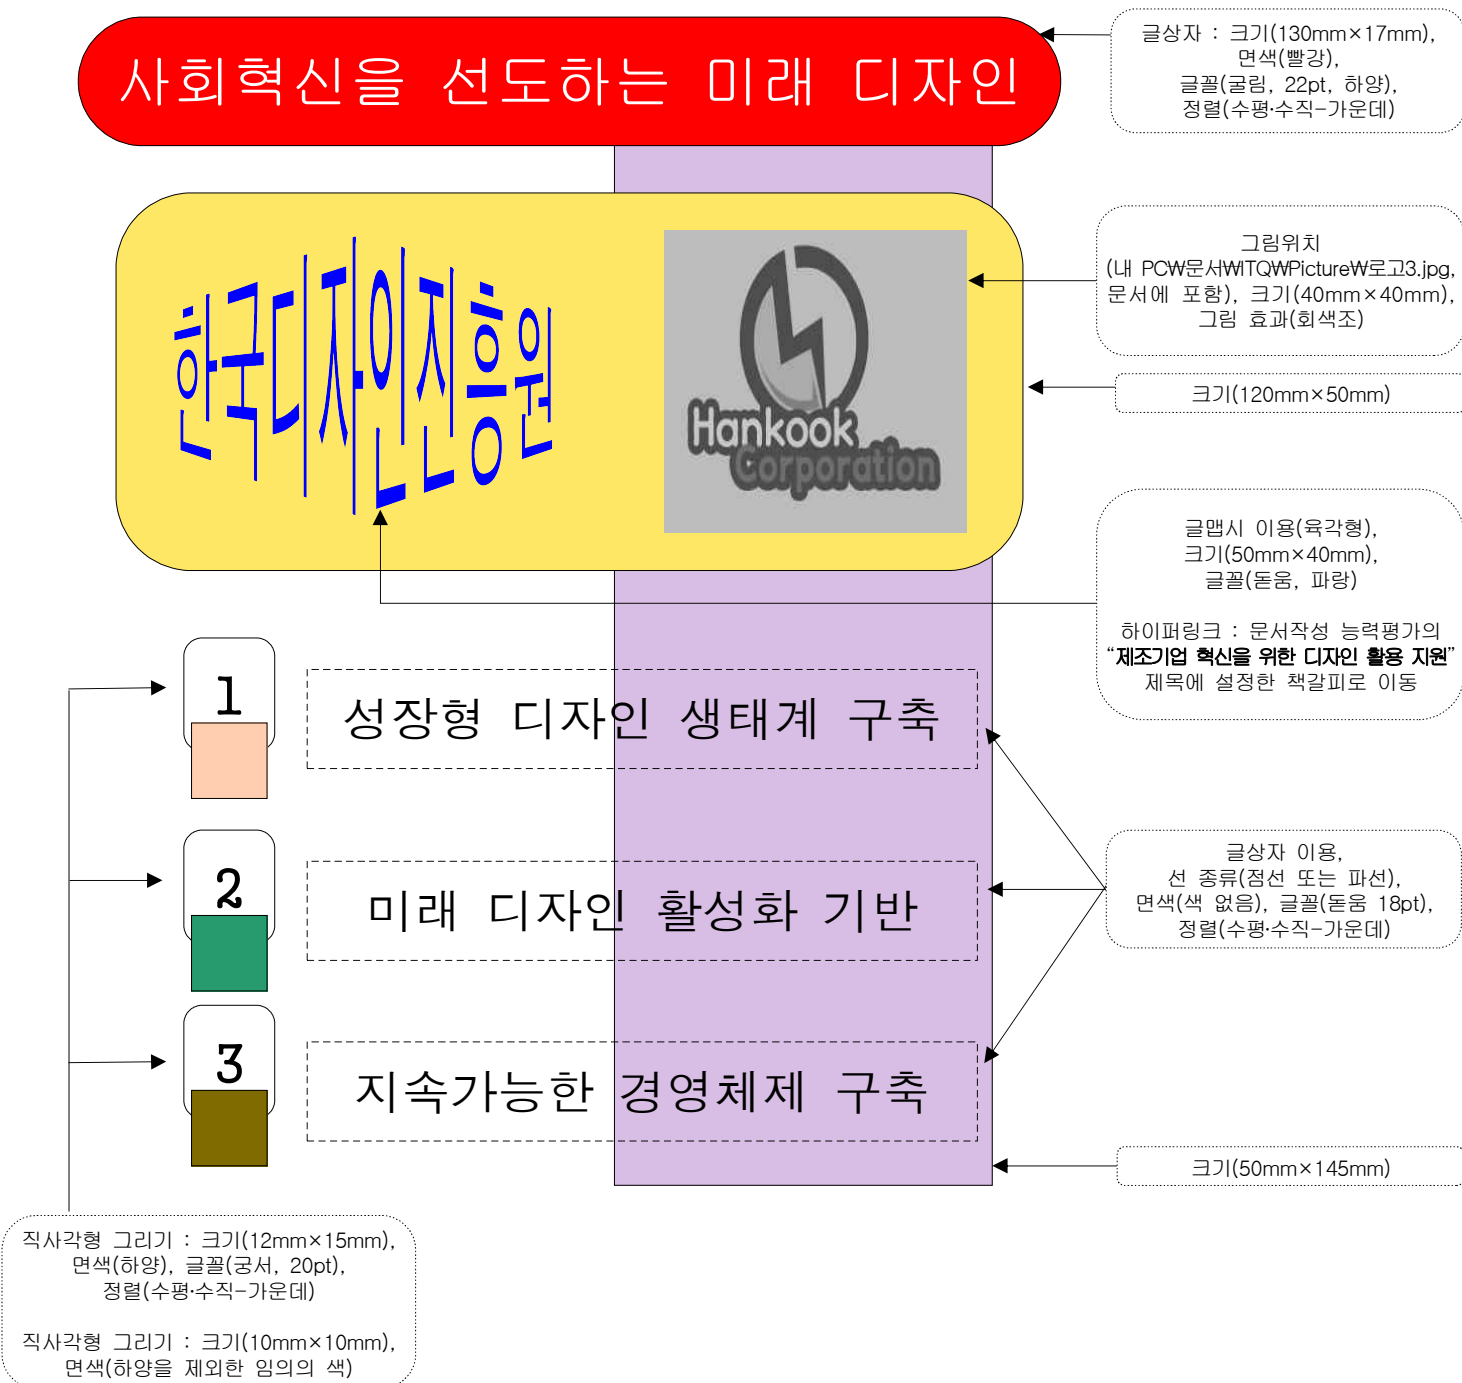 사회혁신을 선도하는 미래 디자인
글상자 : 크기(130mm×17mm),
면색(빨강),
글꼴(굴림, 22pt, 하양),
정렬(수평·수직-가운데)
한국디자인진흥원
Hankook
Corporation
그림위치
(내 PC₩문서₩ITQ₩Picture₩로고3.jpg,
문서에 포함), 크기(40mm×40mm),
그림 효과(회색조)
크기(120mm×50mm)
글맵시 이용(육각형),
크기(50mm×40mm),
글꼴(돋움, 파랑)
하이퍼링크 : 문서작성 능력평가의
“제조기업 혁신을 위한 디자인 활용 지원”
제목에 설정한 책갈피로 이동
1
성장형 디자인 생태계 구축
2
미래 디자인 활성화 기반
글상자 이용,
선 종류(점선 또는 파선),
면색(색 없음), 글꼴(돋움 18pt),
정렬(수평·수직-가운데)
3
지속가능한 경영체제 구축
크기(50mm×145mm)
직사각형 그리기 : 크기(12mm×15mm),
면색(하양), 글꼴(궁서, 20pt),
정렬(수평·수직-가운데)
직사각형 그리기 : 크기(10mm×10mm),
면색(하양을 제외한 임의의 색)